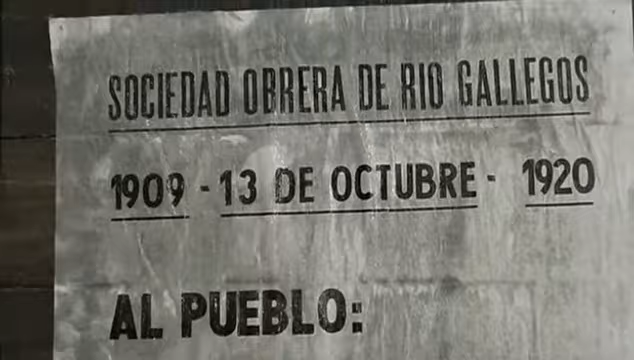 SOCIEDAD OBRERA DE RIO GALLEGOS
1909 - 13 DE OCTUBRE - 1920
AL PUEBLO: